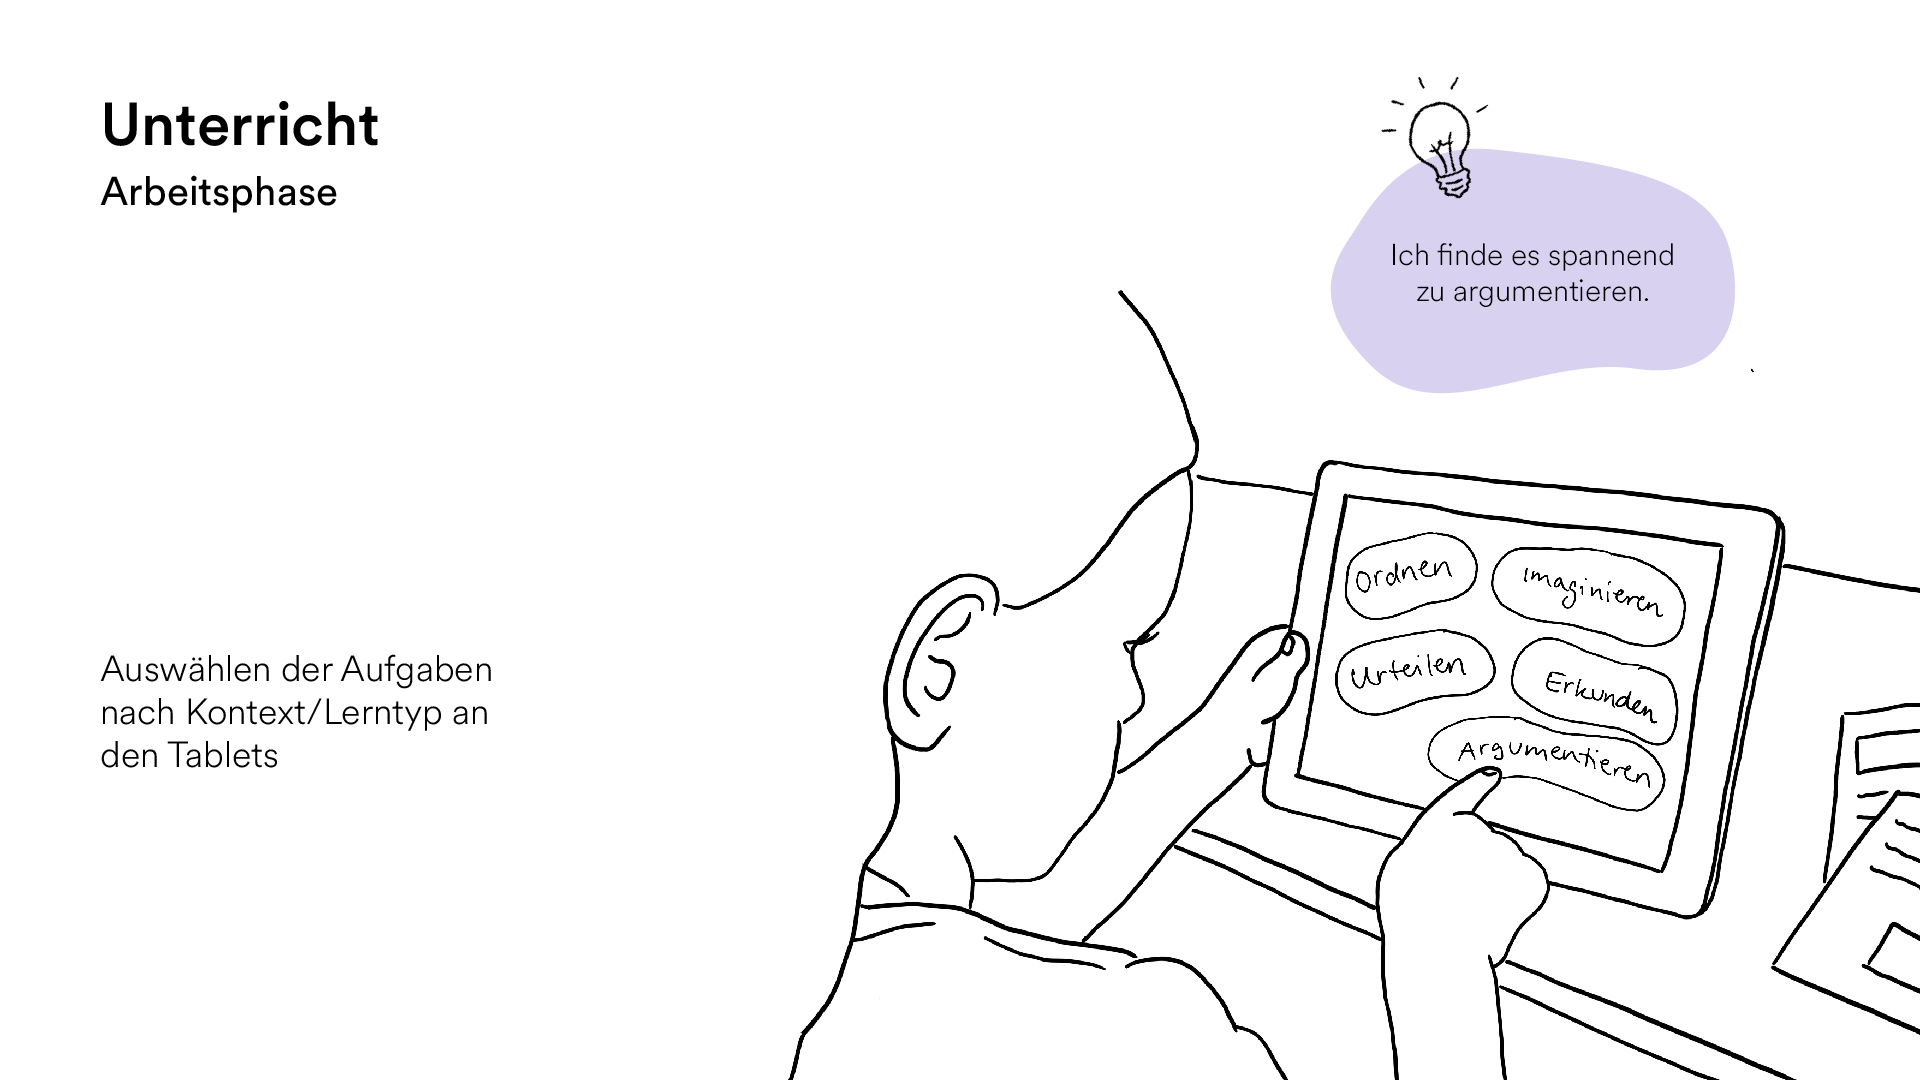 Unterricht
Arbeitsphase
Ich finde es spannend
zu argumentieren.
Ordnen
Imaginieren
Urteilen
Erkunden
Argumentieren
Auswählen der Aufgaben
nach Kontext/Lerntyp an
den Tablets